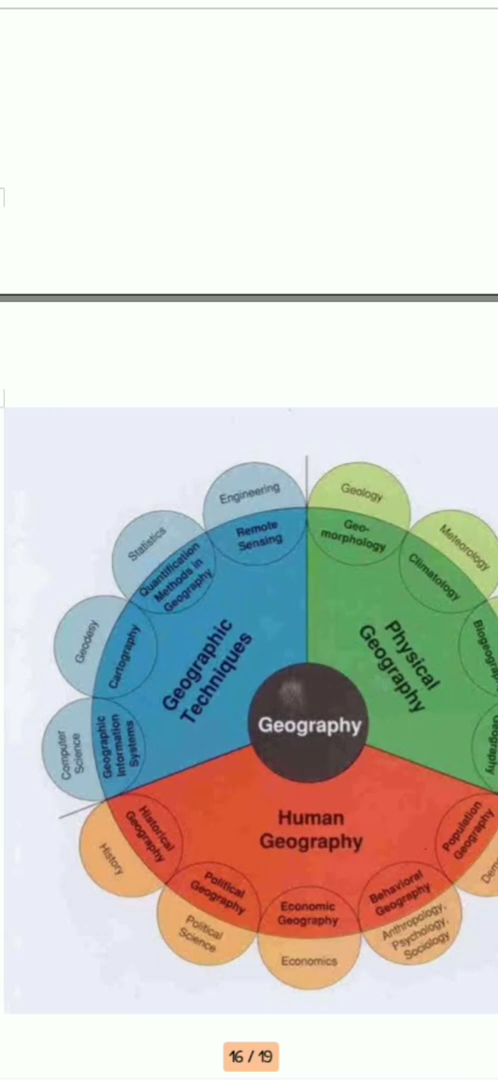 Engineering
Remote
Sensing
Statistics
Quantification
Methods in
Geography
Geodesy
Cartography
Computer
Science
Geographic
Information
Systems
Geographic
Techniques
Geology
Geo-
morphology
Meteorology
Climatology
Physical
Geography
Geography
Human
Geography
History
Historical
Geography
Political
Geography
Political
Science
Economic
Geography
Economics
Behavioral
Geography
Anthropology,
Psychology,
Sociology
Population
Geography
16 / 19